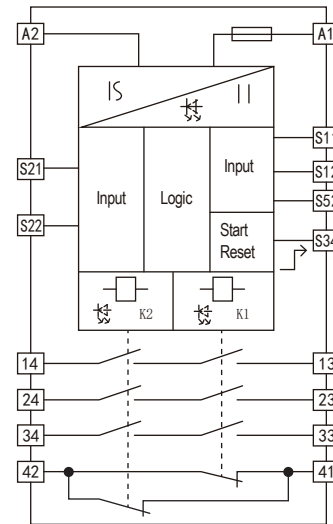 A2 A1
IS II
S11
S21 Input Logic Input S12
S52
S22 Start
Reset S34
K2 K1
14 13
24 23
34 33
42 41